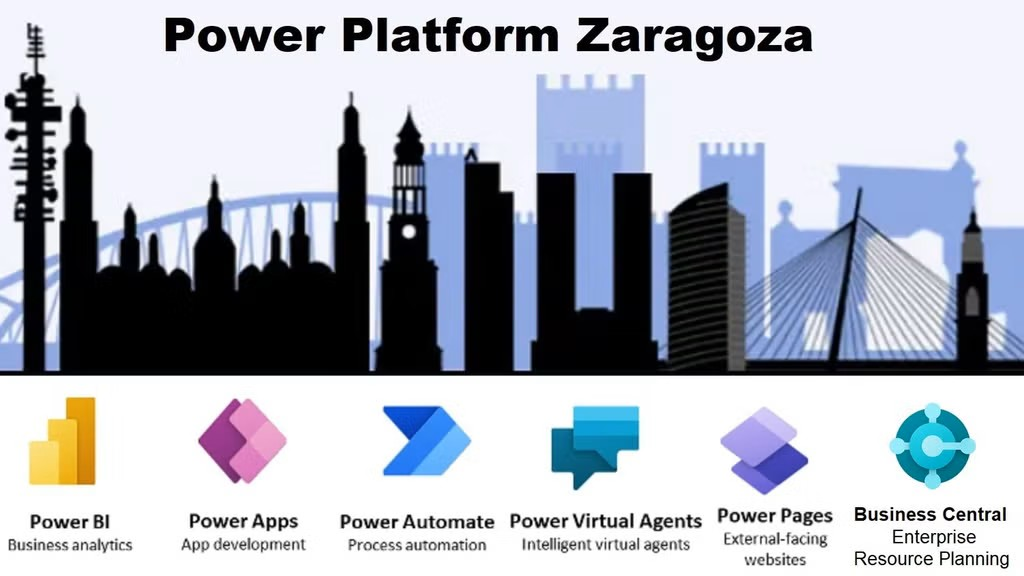 Power Platform Zaragoza
Power BI
Business analytics
Power Apps
App development
Power Automate
Process automation
Power Virtual Agents
Intelligent virtual agents
Power Pages
External-facing
websites
Business Central
Enterprise
Resource Planning